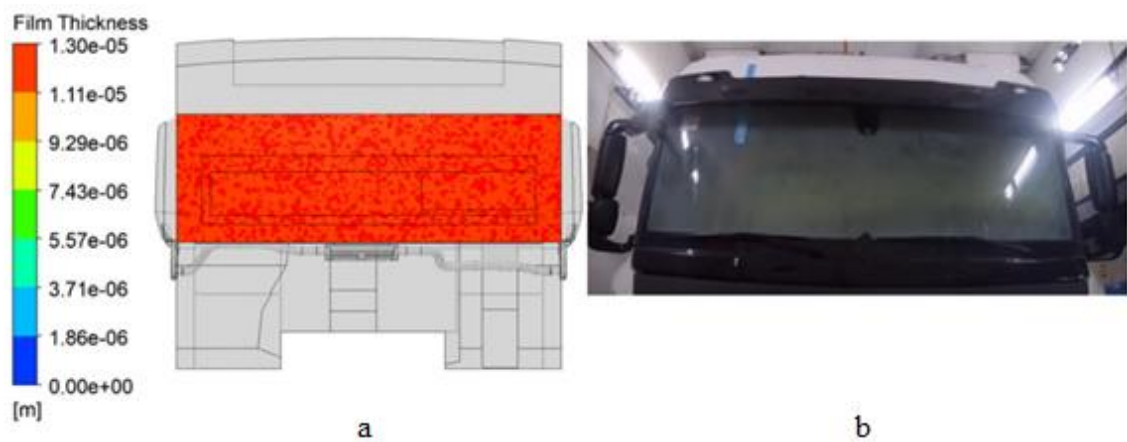 Film Thickness
1.30e-05
1.11e-05
9.29e-06
7.43e-06
5.57e-06
3.71e-06
1.86e-06
0.00e+00
[m]
a
b